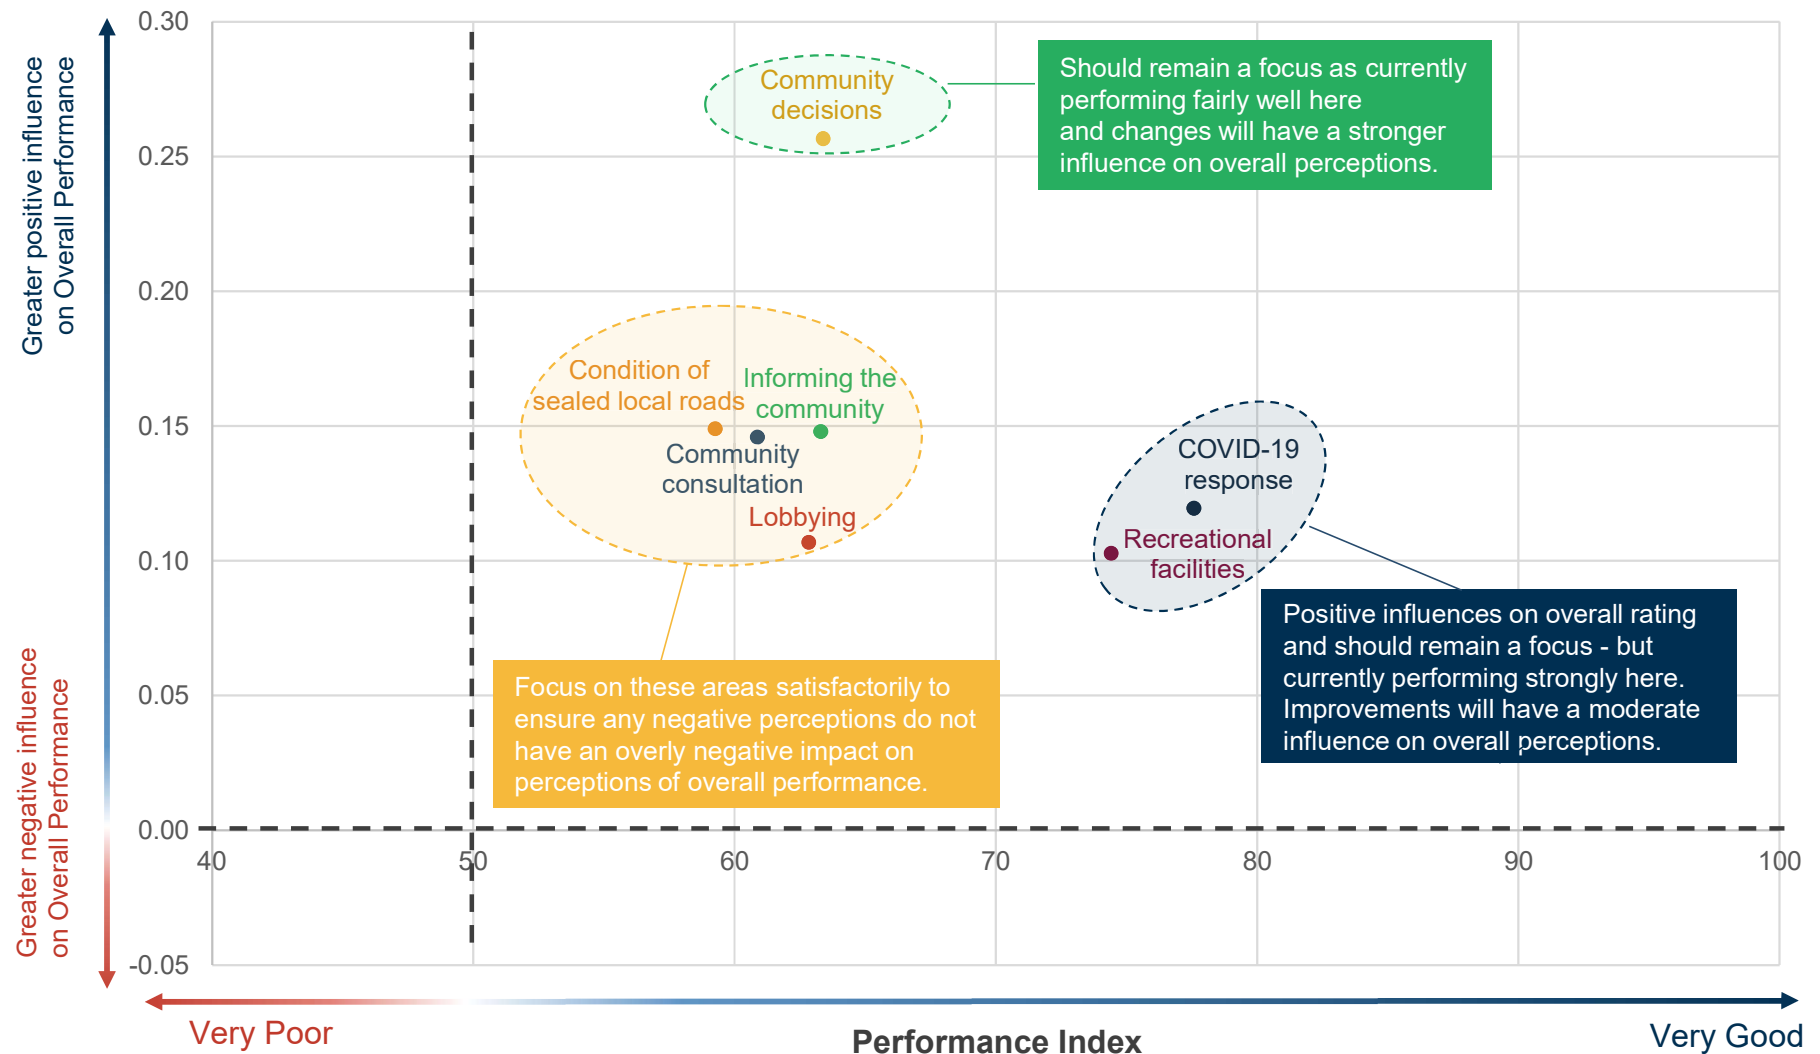 Greater positive influence
on Overall Performance
Greater negative influence
on Overall Performance
0.30
0.25
0.20
0.15
0.10
0.05
0.00
-0.05
40
50
60
70
80
90
100
Community
decisions
Should remain a focus as currently
performing fairly well here
and changes will have a stronger
influence on overall perceptions.
Condition of
sealed local roads
Informing the
community
Community
consultation
Lobbying
COVID-19
response
Recreational
facilities
Focus on these areas satisfactorily to
ensure any negative perceptions do not
have an overly negative impact on
perceptions of overall performance.
Positive influences on overall rating
and should remain a focus - but
currently performing strongly here.
Improvements will have a moderate
influence on overall perceptions.
Very Poor
Performance Index
Very Good